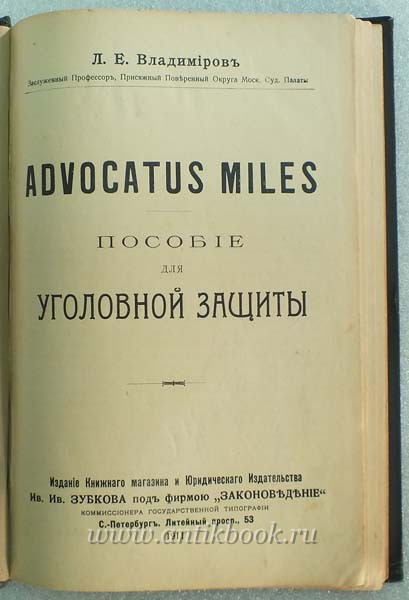 Л. Е. Владиміровъ
Заслуженный Профессоръ, Присяжный Повѣренный Округа Моск. Суд. Палаты
ADVOCATUS MILES
ПОСОБІЕ
ДЛЯ
УГОЛОВНОЙ ЗАЩИТЫ
Изданіе Книжнаго магазина и Юридическаго Издательства
Ив. Ив. ЗУБКОВА подъ фирмою „ЗАКОНОВѢДѢНІЕ“
КОММИССІОНЕРА ГОСУДАРСТВЕННОЙ ТИПОГРАФІИ
С.-Петербургъ. Литейный просп., 53
www.antikbook.ru
1911